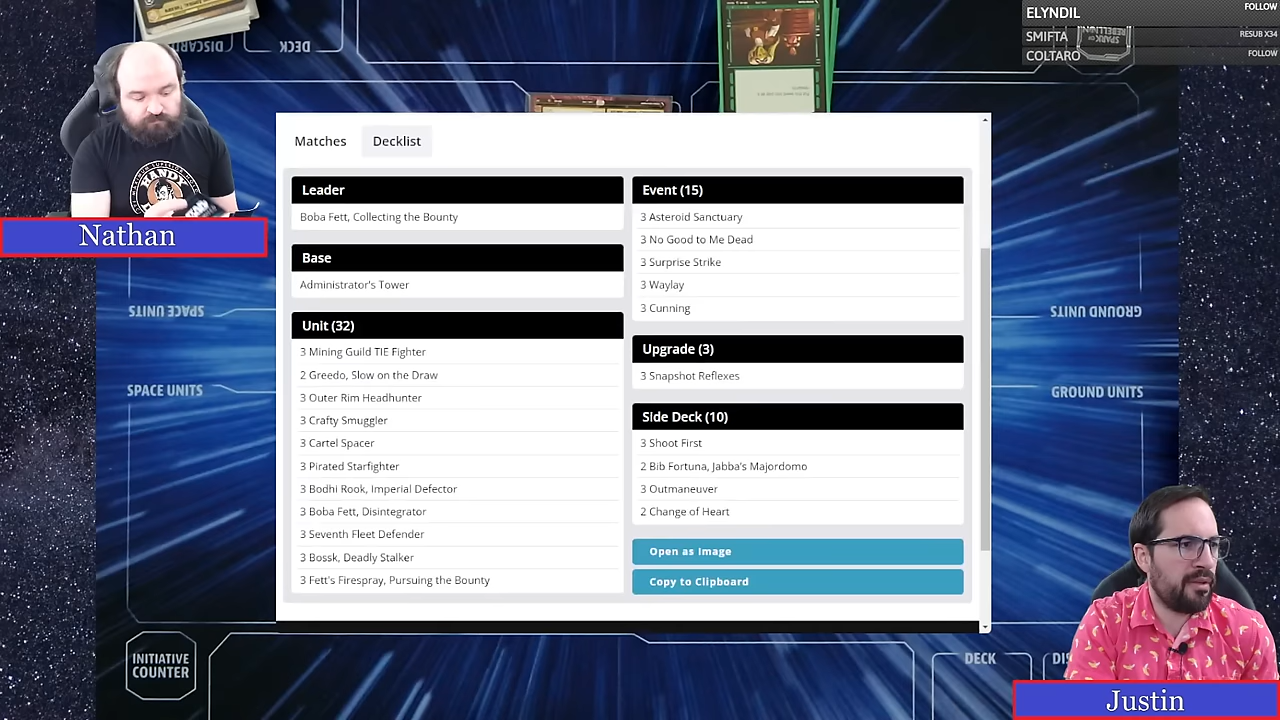 DISCARD
DECK
ELYNDIL
FOLLOW
SMIFTA
RESUB X34
COLTARO
FOLLOW
SPARK OF
REBELLION
Nathan
Matches
Decklist
Leader
Boba Fett, Collecting the Bounty
Base
Administrator's Tower
Unit (32)
3 Mining Guild TIE Fighter
2 Greedo, Slow on the Draw
3 Outer Rim Headhunter
3 Crafty Smuggler
3 Cartel Spacer
3 Pirated Starfighter
3 Bodhi Rook, Imperial Defector
3 Boba Fett, Disintegrator
3 Seventh Fleet Defender
3 Bossk, Deadly Stalker
3 Fett's Firespray, Pursuing the Bounty
Event (15)
3 Asteroid Sanctuary
3 No Good to Me Dead
3 Surprise Strike
3 Waylay
3 Cunning
Upgrade (3)
3 Snapshot Reflexes
Side Deck (10)
3 Shoot First
2 Bib Fortuna, Jabba's Majordomo
3 Outmaneuver
2 Change of Heart
Open as Image
Copy to Clipboard
SPACE UNITS
SPACE UNITS
GROUND UNITS
GROUND UNITS
INITIATIVE
COUNTER
DECK
Justin